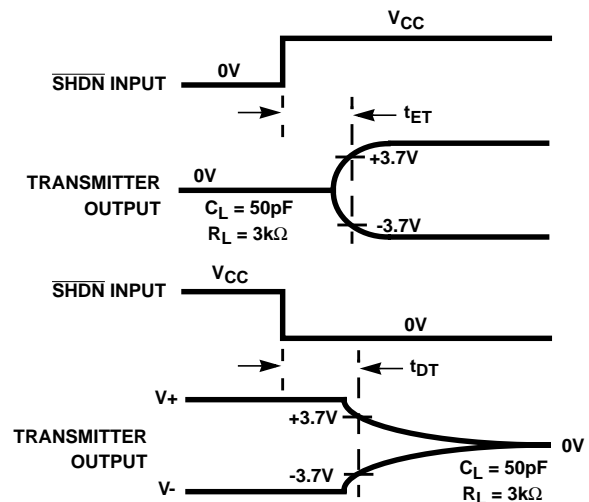 VCC
0V
SHDN INPUT
tET
+3.7V
0V
TRANSMITTER
OUTPUT
CL = 50pF
RL = 3kΩ
-3.7V
VCC
SHDN INPUT
0V
tDT
V+
+3.7V
TRANSMITTER
OUTPUT
0V
-3.7V
CL = 50pF
RL = 3kΩ
V-